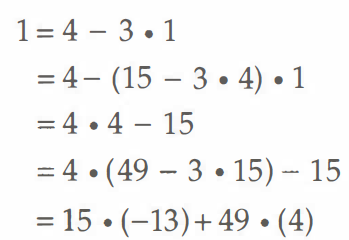 1 = 4 − 3 • 1
= 4 − (15 − 3 • 4) • 1
= 4 • 4 − 15
= 4 • (49 − 3 • 15) − 15
= 15 • (−13) + 49 • (4)